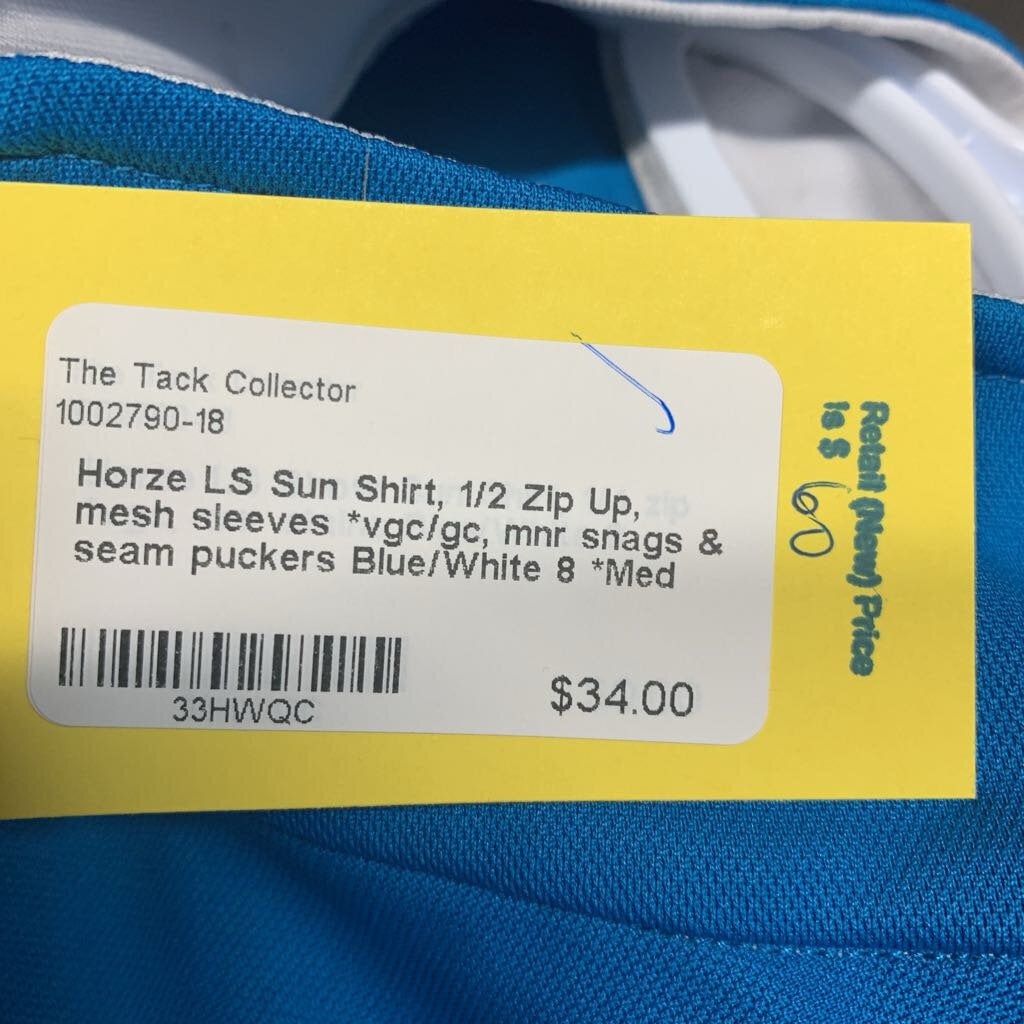 The Tack Collector
1002790-18
Horze LS Sun Shirt, 1/2 Zip Up,
mesh sleeves *vgc/gc, mnr snags &
seam puckers Blue/White 8 *Med
33HWQC
$34.00
Retail (New) Price
Is $ 60